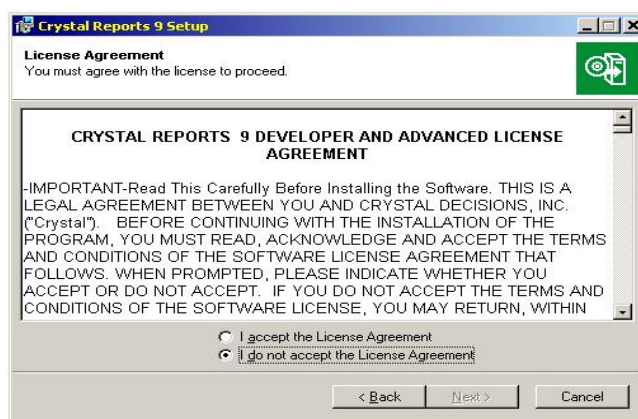 Crystal Reports 9 Setup
License Agreement
You must agree with the license to proceed.
CRYSTAL REPORTS 9 DEVELOPER AND ADVANCED LICENSE
AGREEMENT
-IMPORTANT-Read This Carefully Before Installing the Software. THIS IS A
LEGAL AGREEMENT BETWEEN YOU AND CRYSTAL DECISIONS, INC.
("Crystal"). BEFORE CONTINUING WITH THE INSTALLATION OF THE
PROGRAM, YOU MUST READ, ACKNOWLEDGE AND ACCEPT THE TERMS
AND CONDITIONS OF THE SOFTWARE LICENSE AGREEMENT THAT
FOLLOWS. WHEN PROMPTED, PLEASE INDICATE WHETHER YOU
ACCEPT OR DO NOT ACCEPT. IF YOU DO NOT ACCEPT THE TERMS AND
CONDITIONS OF THE SOFTWARE LICENSE, YOU MAY RETURN, WITHIN
I accept the License Agreement
I do not accept the License Agreement
< Back Next > Cancel